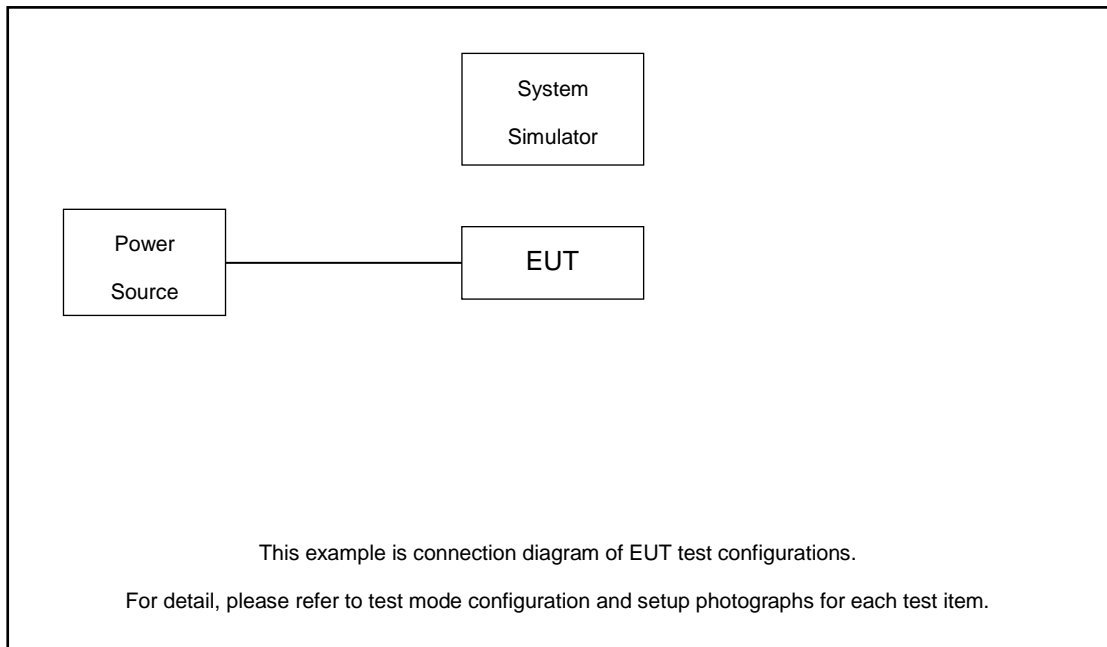 System
Simulator
Power
Source
EUT
This example is connection diagram of EUT test configurations.
For detail, please refer to test mode configuration and setup photographs for each test item.